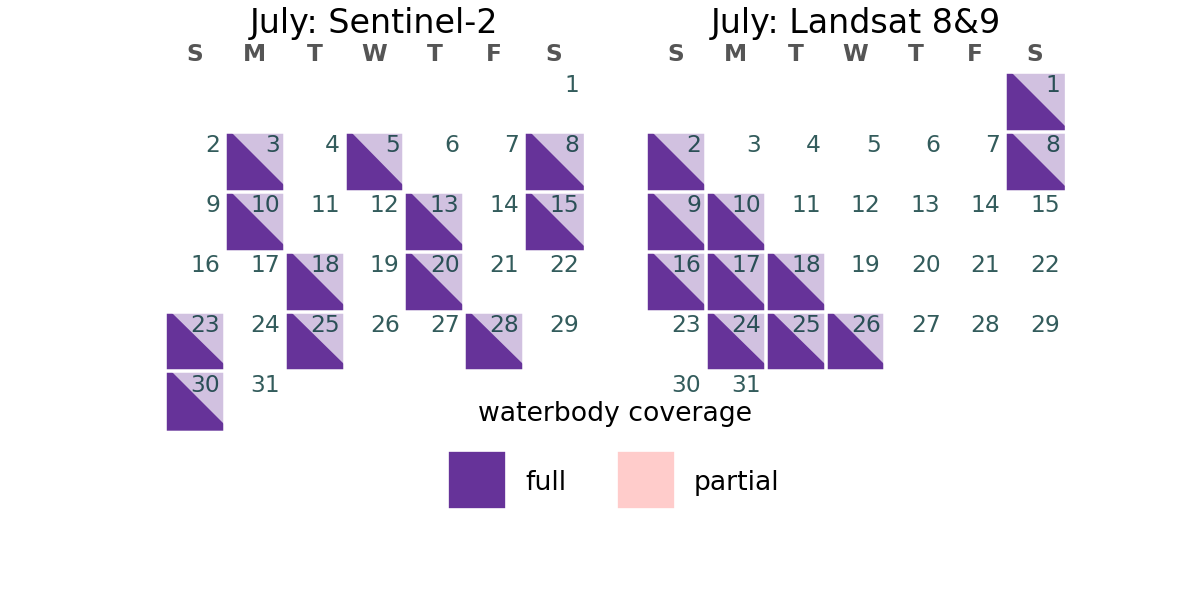 July: Sentinel-2
S M T W T F S
1
2 3 4 5 6 7 8
9 10 11 12 13 14 15
16 17 18 19 20 21 22
23 24 25 26 27 28 29
30 31
July: Landsat 8&9
S M T W T F S
1
2 3 4 5 6 7 8
9 10 11 12 13 14 15
16 17 18 19 20 21 22
23 24 25 26 27 28 29
30 31
waterbody coverage
full partial